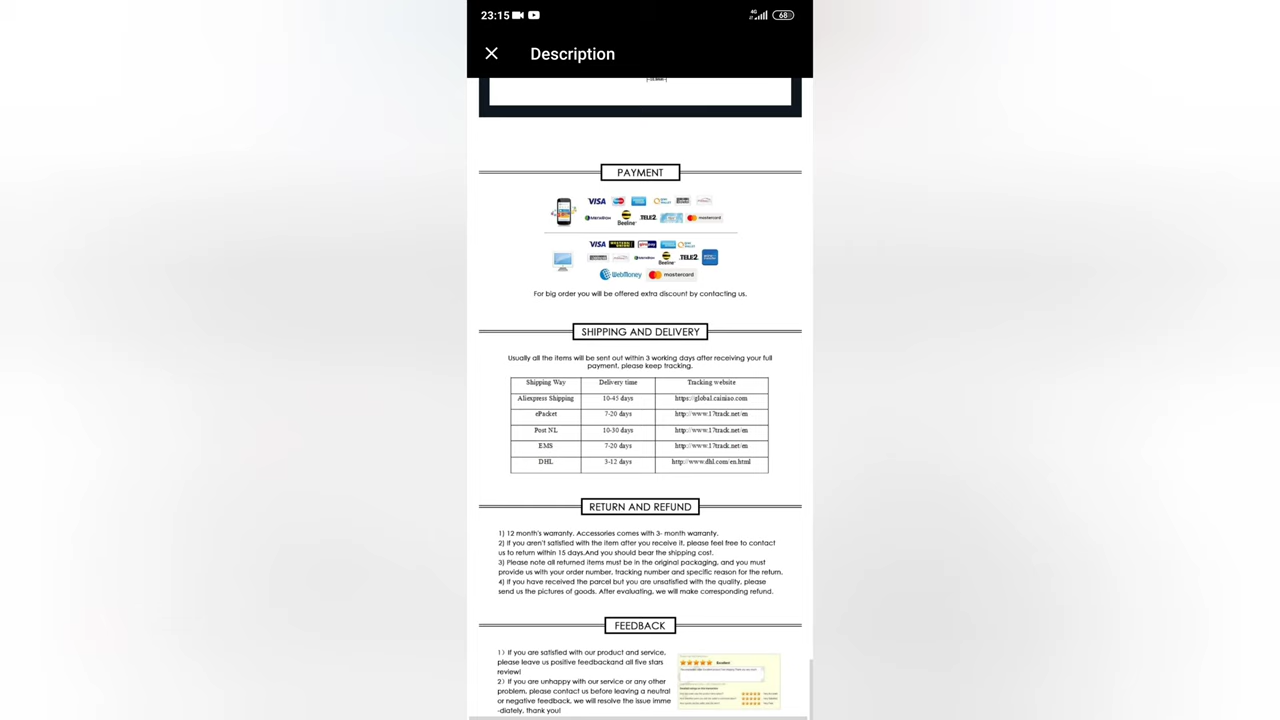 23:15
4G
68
Description
PAYMENT
VISA
Beeline
TELE2
mastercard
VISA
Beeline
TELE2
WebMoney
mastercard
For big order you will be offered extra discount by contacting us.
SHIPPING AND DELIVERY
Usually all the items will be sent out within 3 working days after receiving your full
payment, please keep tracking.
Shipping Way Delivery time Tracking website
Aliexpress Shipping 10-45 days https://global.cainiao.com
ePacket 7-20 days http://www.17track.net/en
Post NL 10-30 days http://www.17track.net/en
EMS 7-20 days http://www.17track.net/en
DHL 3-12 days http://www.dhl.com/en.html
RETURN AND REFUND
1) 12 month's warranty. Accessories comes with 3- month warranty.
2) If you aren't satisfied with the item after you receive it, please feel free to contact
us to return within 15 days.And you should bear the shipping cost.
3) Please note all returned items must be in the original packaging, and you must
provide us with your order number, tracking number and specific reason for the return.
4) If you have received the parcel but you are unsatisfied with the quality, please
send us the pictures of goods. After evaluating, we will make corresponding refund.
FEEDBACK
1) If you are satisfied with our product and service,
please leave us positive feedbackand all five stars
review!
2) If you are unhappy with our service or any other
problem, please contact us before leaving a neutral
or negative feedback, we will resolve the issue imme
-diately, thank you!
Excellent!